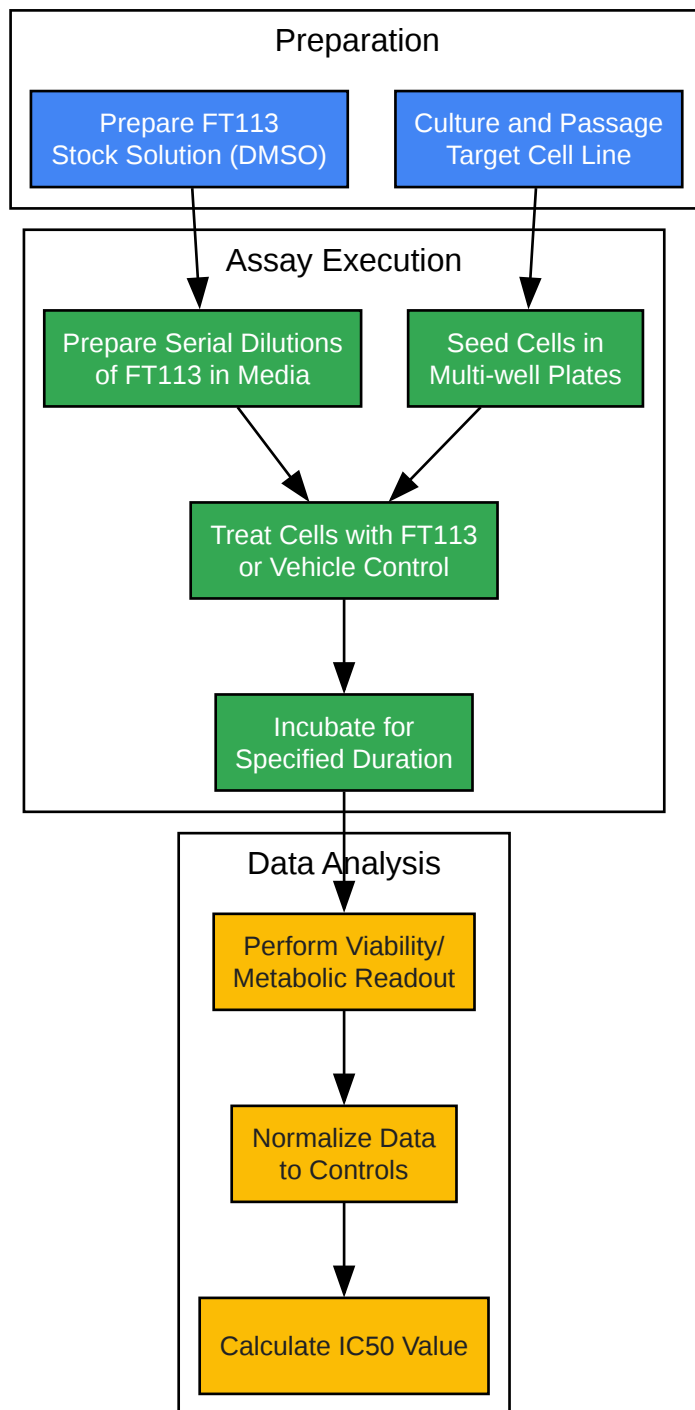 Preparation
Prepare FT113
Stock Solution (DMSO)
Culture and Passage
Target Cell Line
Assay Execution
Prepare Serial Dilutions
of FT113 in Media
Seed Cells in
Multi-well Plates
Treat Cells with FT113
or Vehicle Control
Incubate for
Specified Duration
Data Analysis
Perform Viability/
Metabolic Readout
Normalize Data
to Controls
Calculate IC50 Value